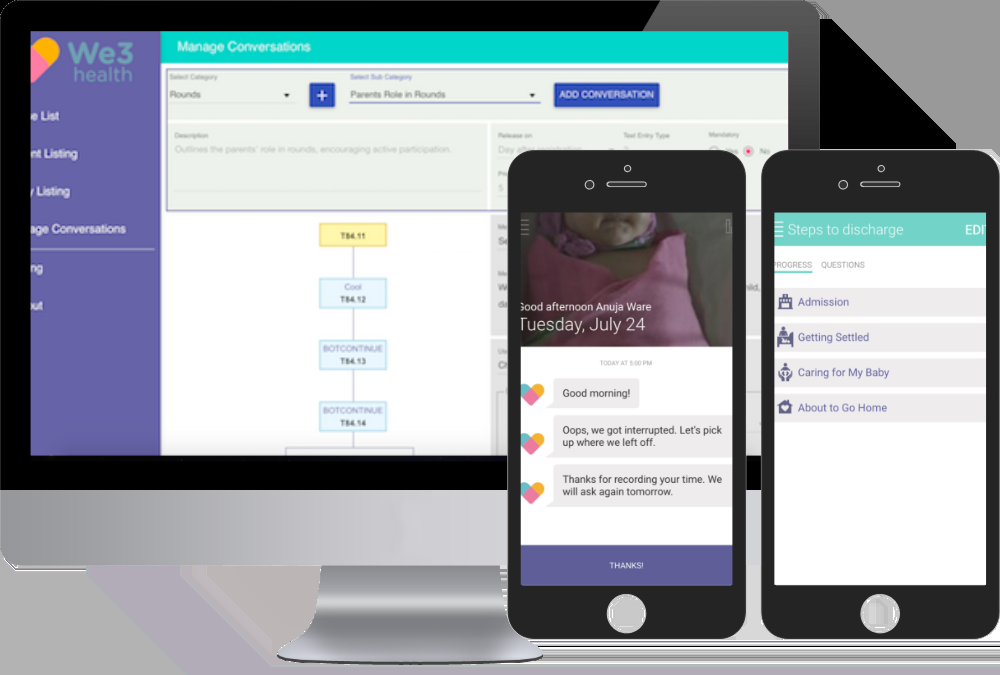 We3
health
Manage Conversations
e List
nt Listing
y Listing
age Conversations
ng
out
Select Category
Rounds
+
Select Sub Category
Parents Role in Rounds
ADD CONVERSATION
Description
Outlines the parents' role in rounds, encouraging active participation.
Release on
Day after registration
Text Entry Type
Mandatory
Yes
No
5
T84.11
Cool
T84.12
BOTCONTINUE
T84.13
BOTCONTINUE
T84.14
Good afternoon Anuja Ware
Tuesday, July 24
TODAY AT 5:00 PM
Good morning!
Oops, we got interrupted. Let's pick
up where we left off.
Thanks for recording your time. We
will ask again tomorrow.
THANKS!
Steps to discharge
EDI
PROGRESS
QUESTIONS
Admission
Getting Settled
Caring for My Baby
About to Go Home